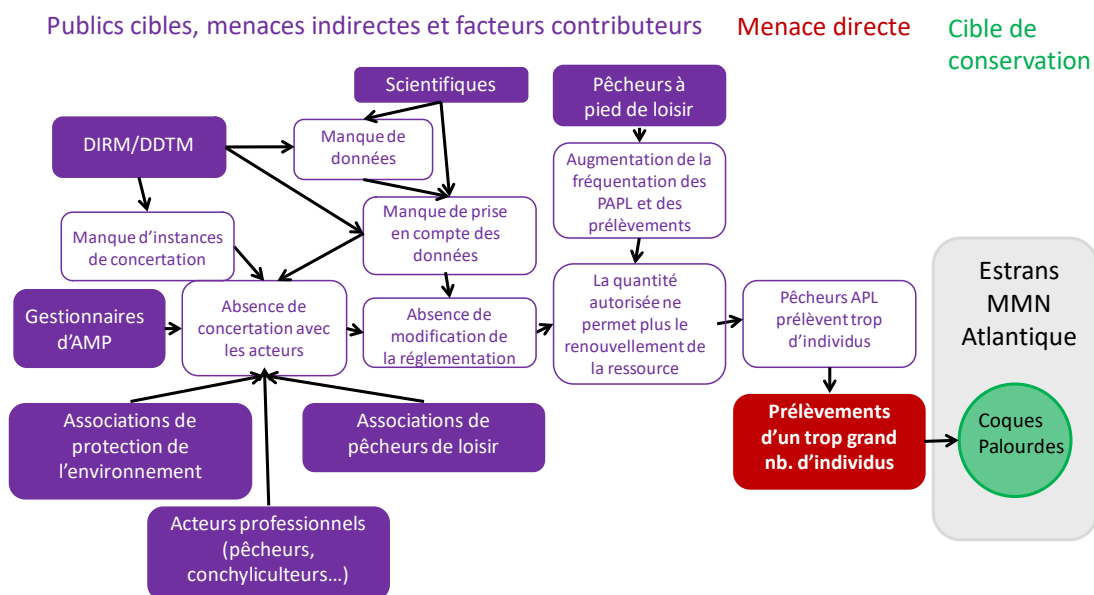 Publics cibles, menaces indirectes et facteurs contributeurs
Menace directe
Cible de
conservation
Scientifiques
Pêcheurs à
pied de loisir
DIRM/DDTM
Manque de
données
Augmentation de la
fréquentation des
PAPL et des
prélèvements
Manque d'instances
de concertation
Manque de prise
en compte des
données
Gestionnaires
d'AMP
Absence de
concertation avec
les acteurs
Absence de
modification de
la réglementation
La quantité
autorisée ne
permet plus le
renouvellement de
la ressource
Pêcheurs APL
prélèvent trop
d'individus
Estrans
MMN
Atlantique
Associations de
protection de
l'environnement
Associations de
pêcheurs de loisir
Prélèvements
d'un trop grand
nb. d'individus
Coques
Palourdes
Acteurs professionnels
(pêcheurs,
conchyliculteurs…)